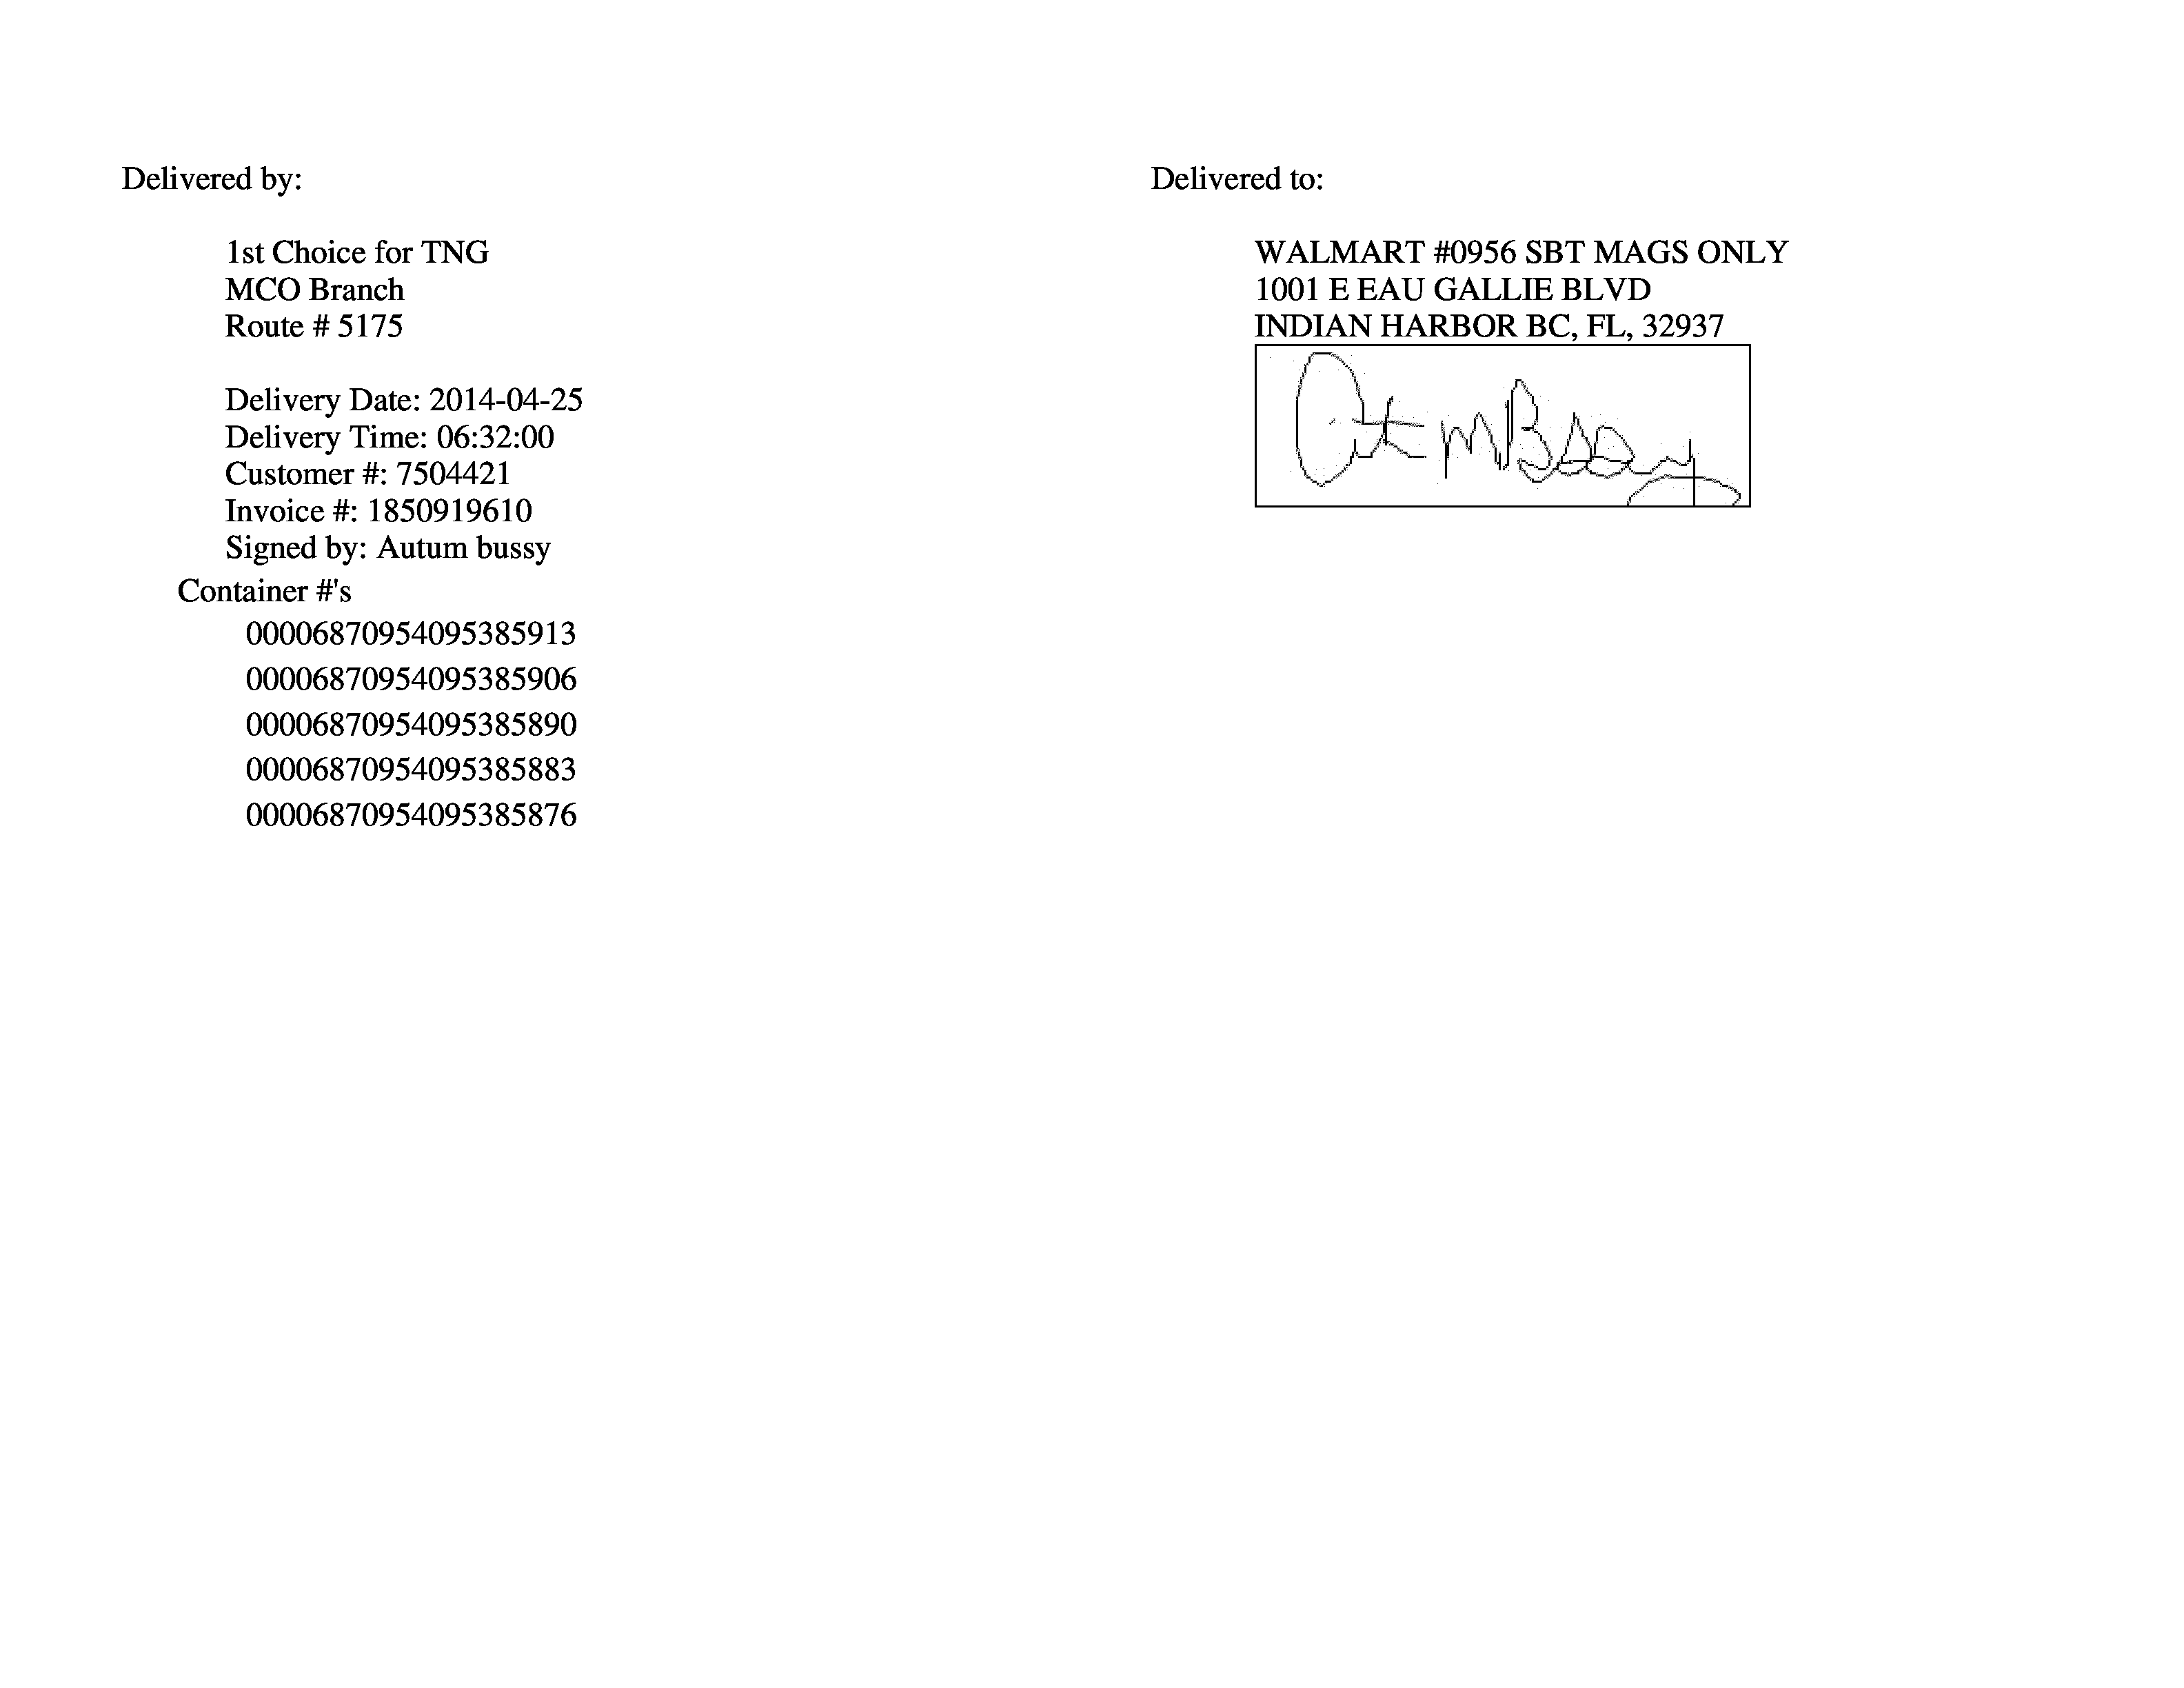 Delivered by:
1st Choice for TNG
MCO Branch
Route # 5175
Delivery Date: 2014-04-25
Delivery Time: 06:32:00
Customer #: 7504421
Invoice #: 1850919610
Signed by: Autum bussy
Container #'s
00006870954095385913
00006870954095385906
00006870954095385890
00006870954095385883
00006870954095385876
Delivered to:
WALMART #0956 SBT MAGS ONLY
1001 E EAU GALLIE BLVD
INDIAN HARBOR BC, FL, 32937